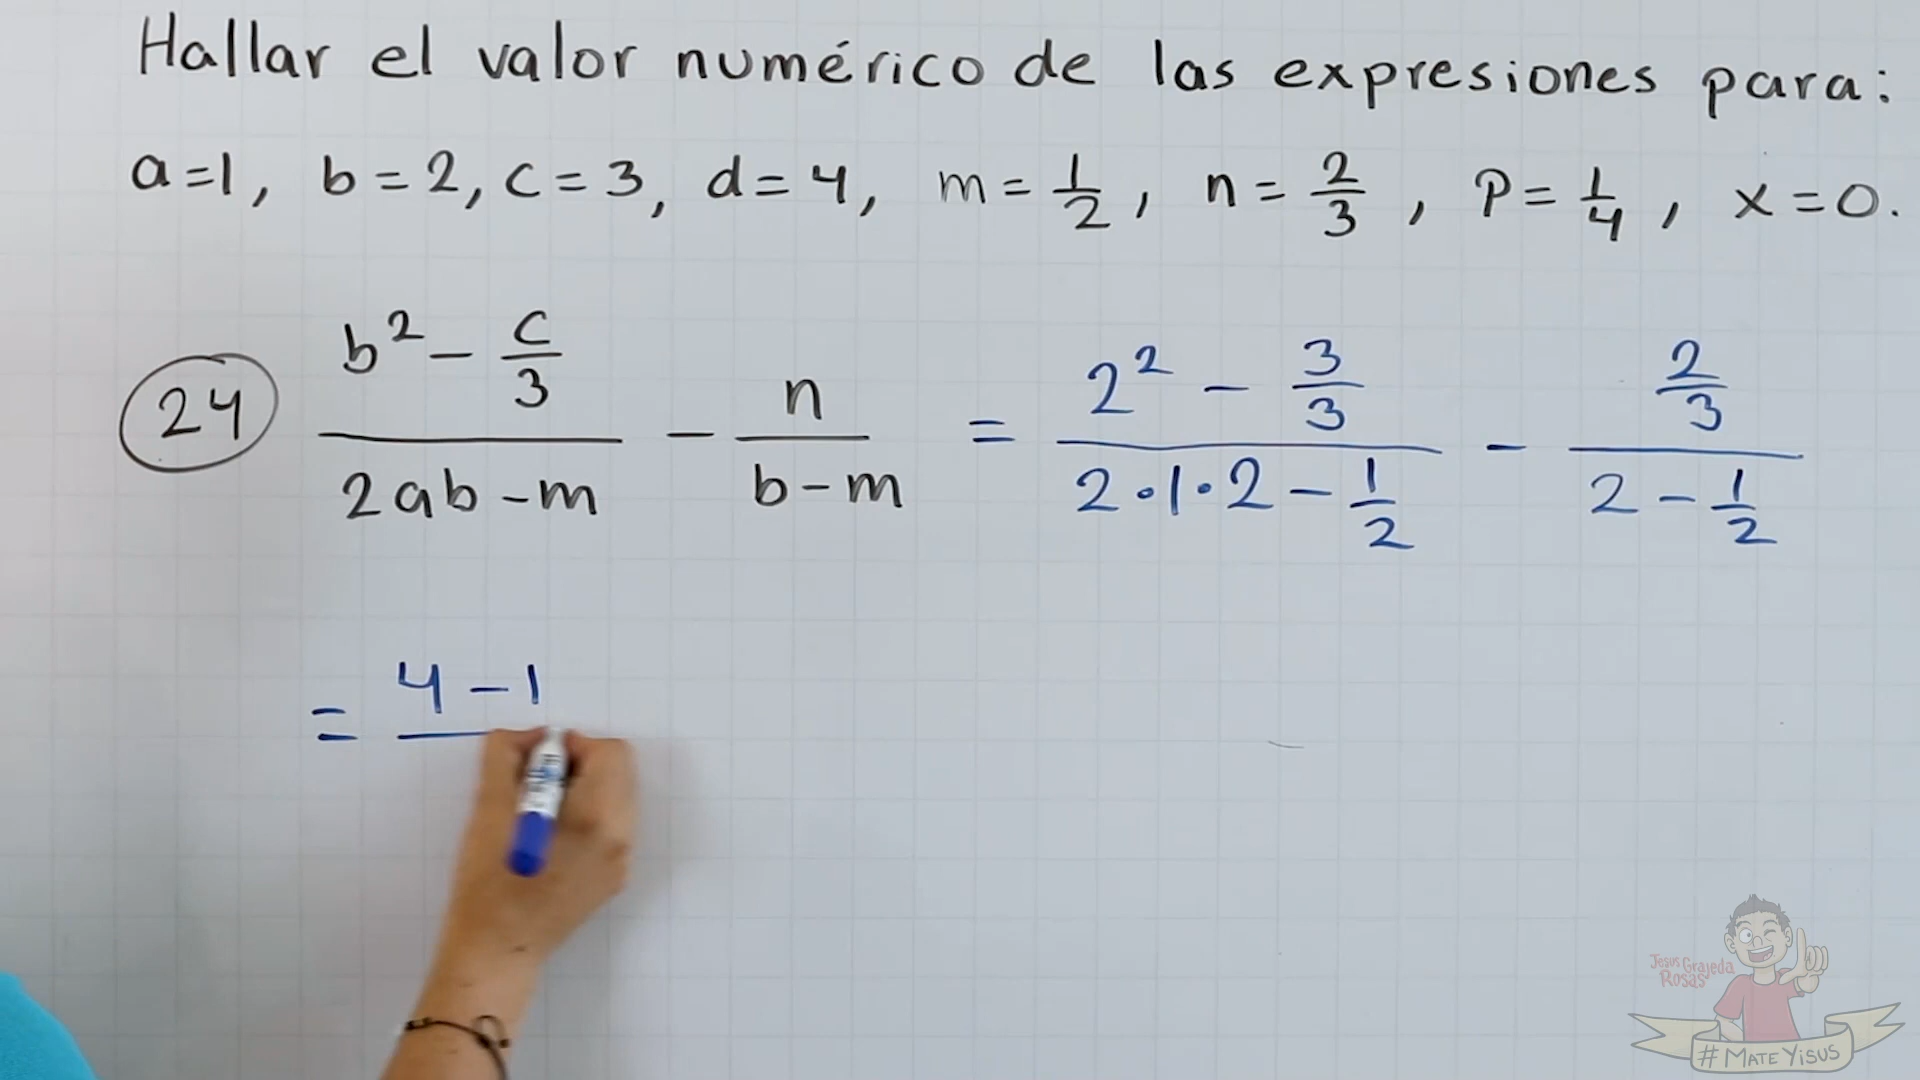 Hallar el valor numérico de las expresiones para:
a=1, b=2, c=3, d=4, m=1/2, n=2/3, p=1/4, x=0.
24 (b² - c/3)/(2ab-m) - n/(b-m) = (2² - 3/3)/(2·1·2 - 1/2) - (2/3)/(2 - 1/2)
= 4-1
Jesus Grajeda
Rosas
#MATEYISUS